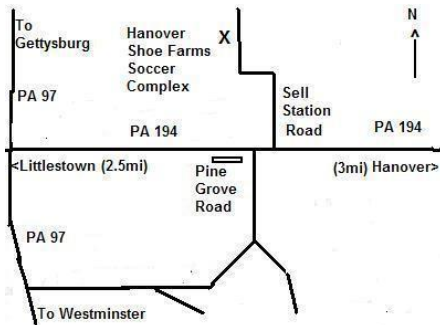 To
Gettysburg
Hanover
Shoe Farms
Soccer
Complex
X
N
PA 97
Sell
Station
Road
PA 194
PA 194
<Littlestown (2.5mi)
Pine
Grove
Road
(3mi) Hanover>
PA 97
To Westminster